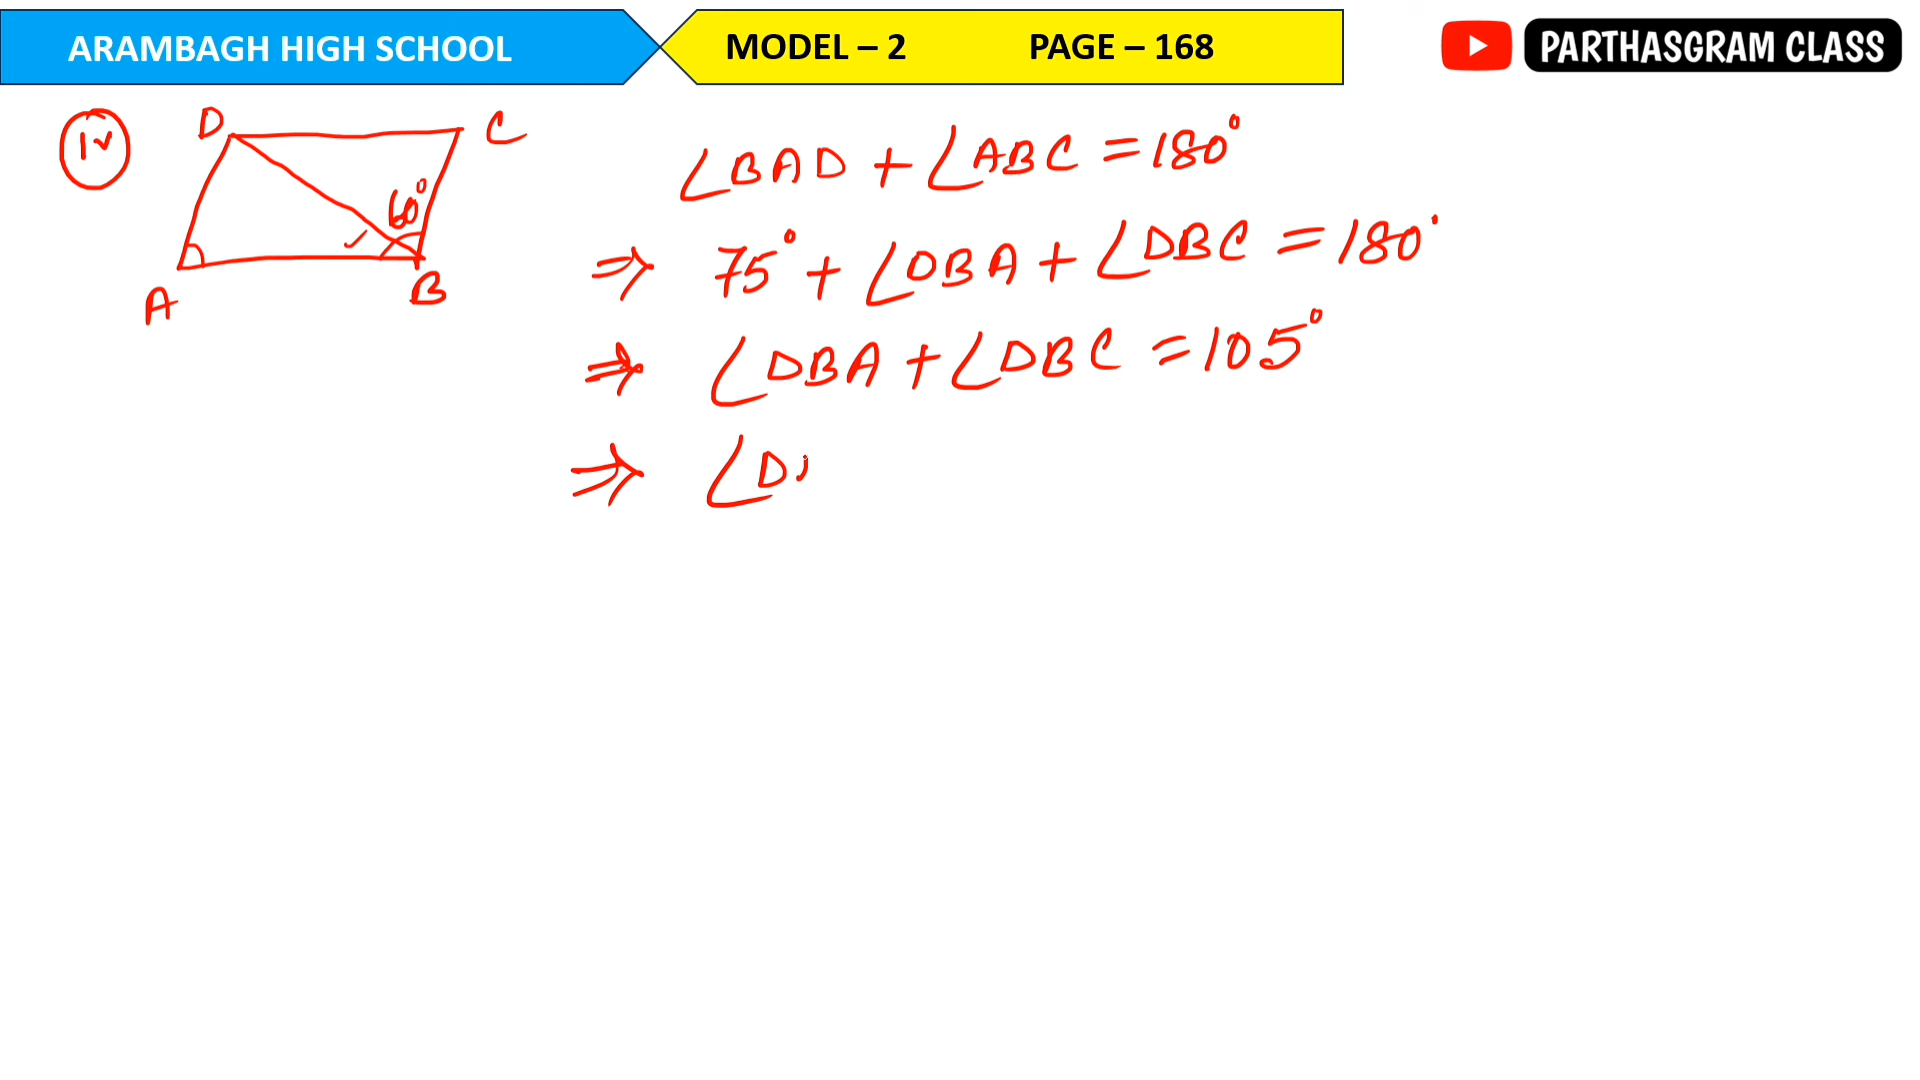 ARAMBAGH HIGH SCHOOL
MODEL – 2 PAGE – 168
PARTHASGRAM CLASS
iv
D C
60°
A B
∠BAD + ∠ABC = 180°
⇒ 75° + ∠DBA + ∠DBC = 180°
⇒ ∠DBA + ∠DBC = 105°
⇒ ∠D